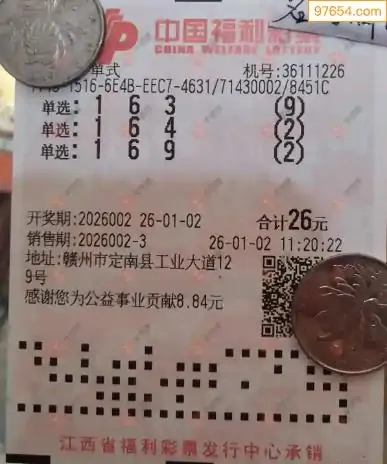 97654.com
中国福利彩票
CHINA WELFARE LOTTERY
单式 机号:36111226
1516-6E4B-EEC7-4631/71430002/8451C
单选: 1 6 3 (9)
单选: 1 6 4 (2)
单选: 1 6 9 (2)
开奖期:2026002 26-01-02 合计26元
销售期:2026002-3 26-01-02 11:20:22
地址:赣州市定南县工业大道12
9号
感谢您为公益事业贡献8.84元
江西省福利彩票发行中心承销